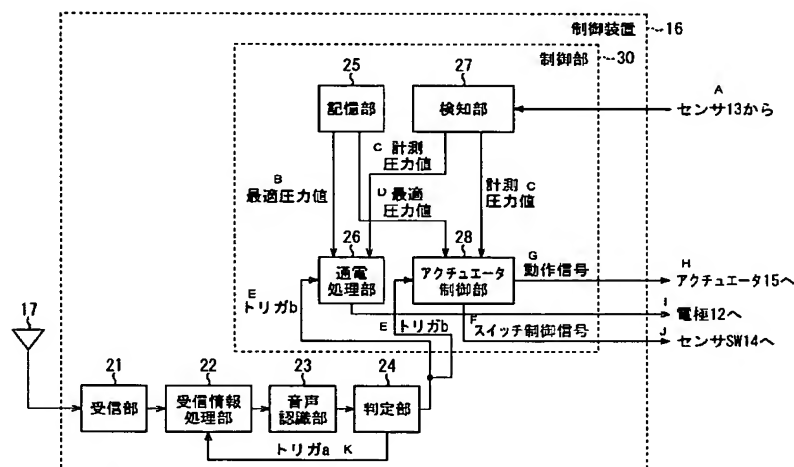 制御装置 16
制御部 30
25
27
記憶部
検知部
A
センサ13から
C 計測
圧力値
B
最適圧力値
D 最適
圧力値
計測 C
圧力値
26
28
通電
処理部
アクチュエータ
制御部
G
動作信号
H
アクチュエータ15へ
E
トリガb
E トリガb
I
電極12へ
F
スイッチ制御信号
J
センサSW14へ
17
21
22
23
24
受信部
受信情報
処理部
音声
認識部
判定部
トリガa K